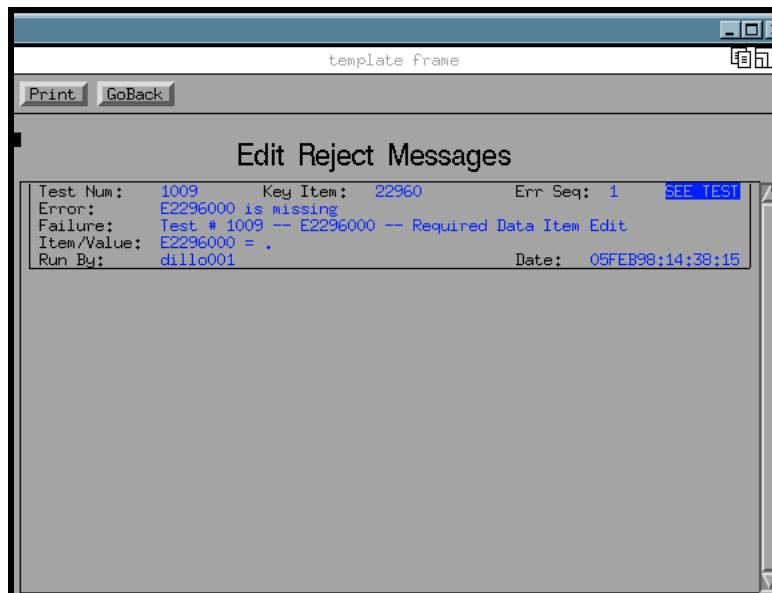 template frame
Print GoBack
Edit Reject Messages
Test Num: 1009 Key Item: 22960 Err Seq: 1 SEE TEST
Error: E2296000 is missing
Failure: Test # 1009 -- E2296000 -- Required Data Item Edit
Item/Value: E2296000 = .
Run By: dillo001 Date: 05FEB98:14:38:15